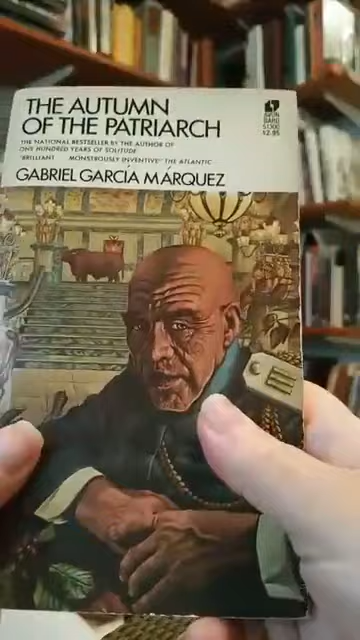 THE AUTUMN
OF THE PATRIARCH
THE NATIONAL BESTSELLER BY THE AUTHOR OF
ONE HUNDRED YEARS OF SOLITUDE
"BRILLIANT MONSTROUSLY INVENTIVE" THE ATLANTIC
GABRIEL GARCÍA MÁRQUEZ
AVON
BARD
51300
$2.95